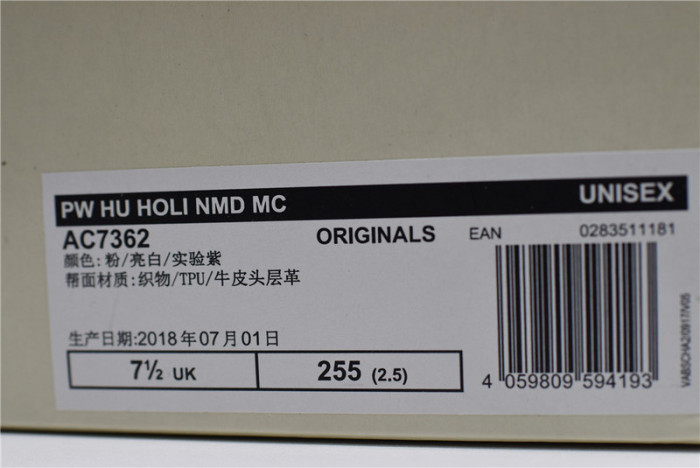 PW HU HOLI NMD MC
UNISEX
AC7362
ORIGINALS
EAN
0283511181
颜色: 粉/亮白/实验紫
帮面材质: 织物/TPU/牛皮头层革
生产日期:2018年07月01日
7½ UK
255 (2.5)
4 059809 594193